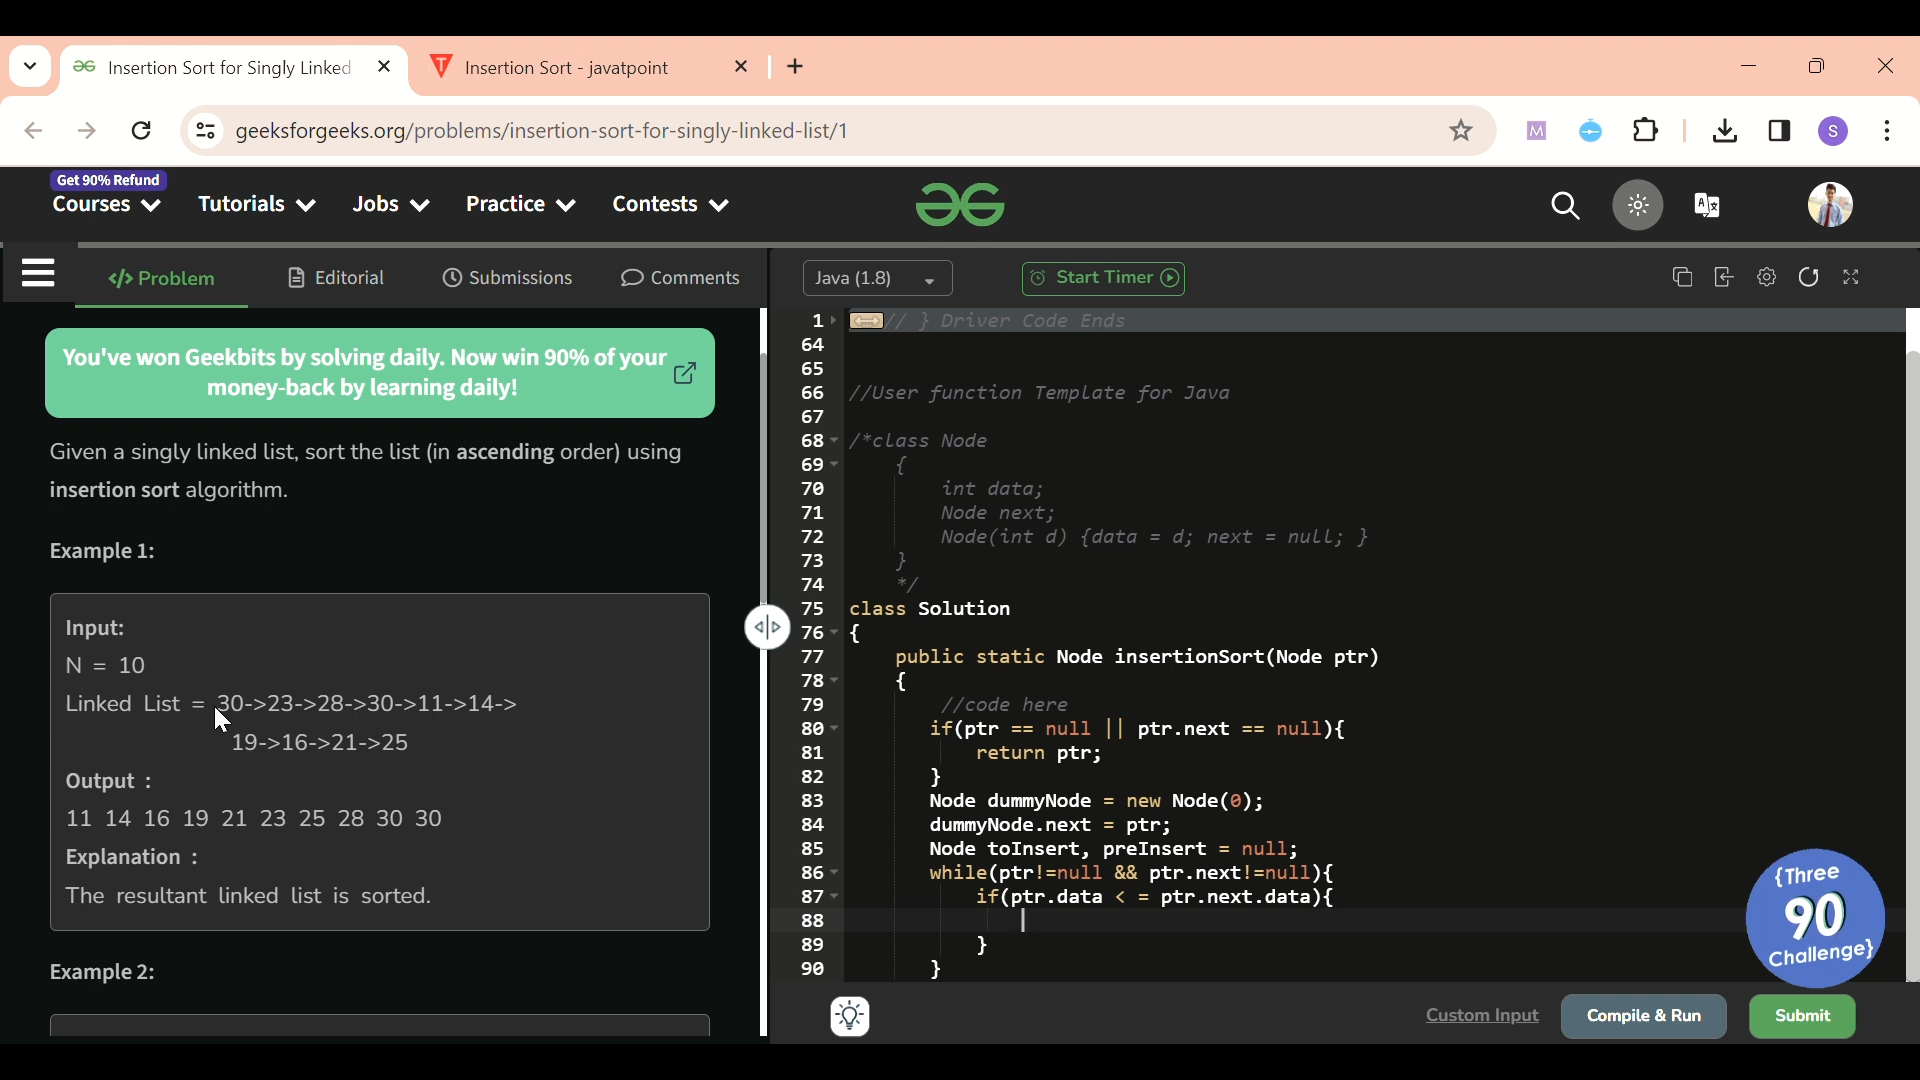 Insertion Sort for Singly Linked
Insertion Sort - javatpoint
geeksforgeeks.org/problems/insertion-sort-for-singly-linked-list/1
M
S
Get 90% Refund
Courses
Tutorials
Jobs
Practice
Contests
Problem
Editorial
Submissions
Comments
Java (1.8)
Start Timer
You've won Geekbits by solving daily. Now win 90% of your
money-back by learning daily!
Given a singly linked list, sort the list (in ascending order) using
insertion sort algorithm.
Example 1:
Input:
N = 10
Linked List = 30->23->28->30->11->14->
19->16->21->25
Output :
11 14 16 19 21 23 25 28 30 30
Explanation :
The resultant linked list is sorted.
Example 2:
1 // } Driver Code Ends
64
65
66 //User function Template for Java
67
68 /*class Node
69 {
70 int data;
71 Node next;
72 Node(int d) {data = d; next = null; }
73 }
74 */
75 class Solution
76 {
77 public static Node insertionSort(Node ptr)
78 {
79 //code here
80 if(ptr == null || ptr.next == null){
81 return ptr;
82 }
83 Node dummyNode = new Node(0);
84 dummyNode.next = ptr;
85 Node toInsert, preInsert = null;
86 while(ptr!=null && ptr.next!=null){
87 if(ptr.data < = ptr.next.data){
88
89 }
90 }
{Three
90
Challenge}
Custom Input
Compile & Run
Submit